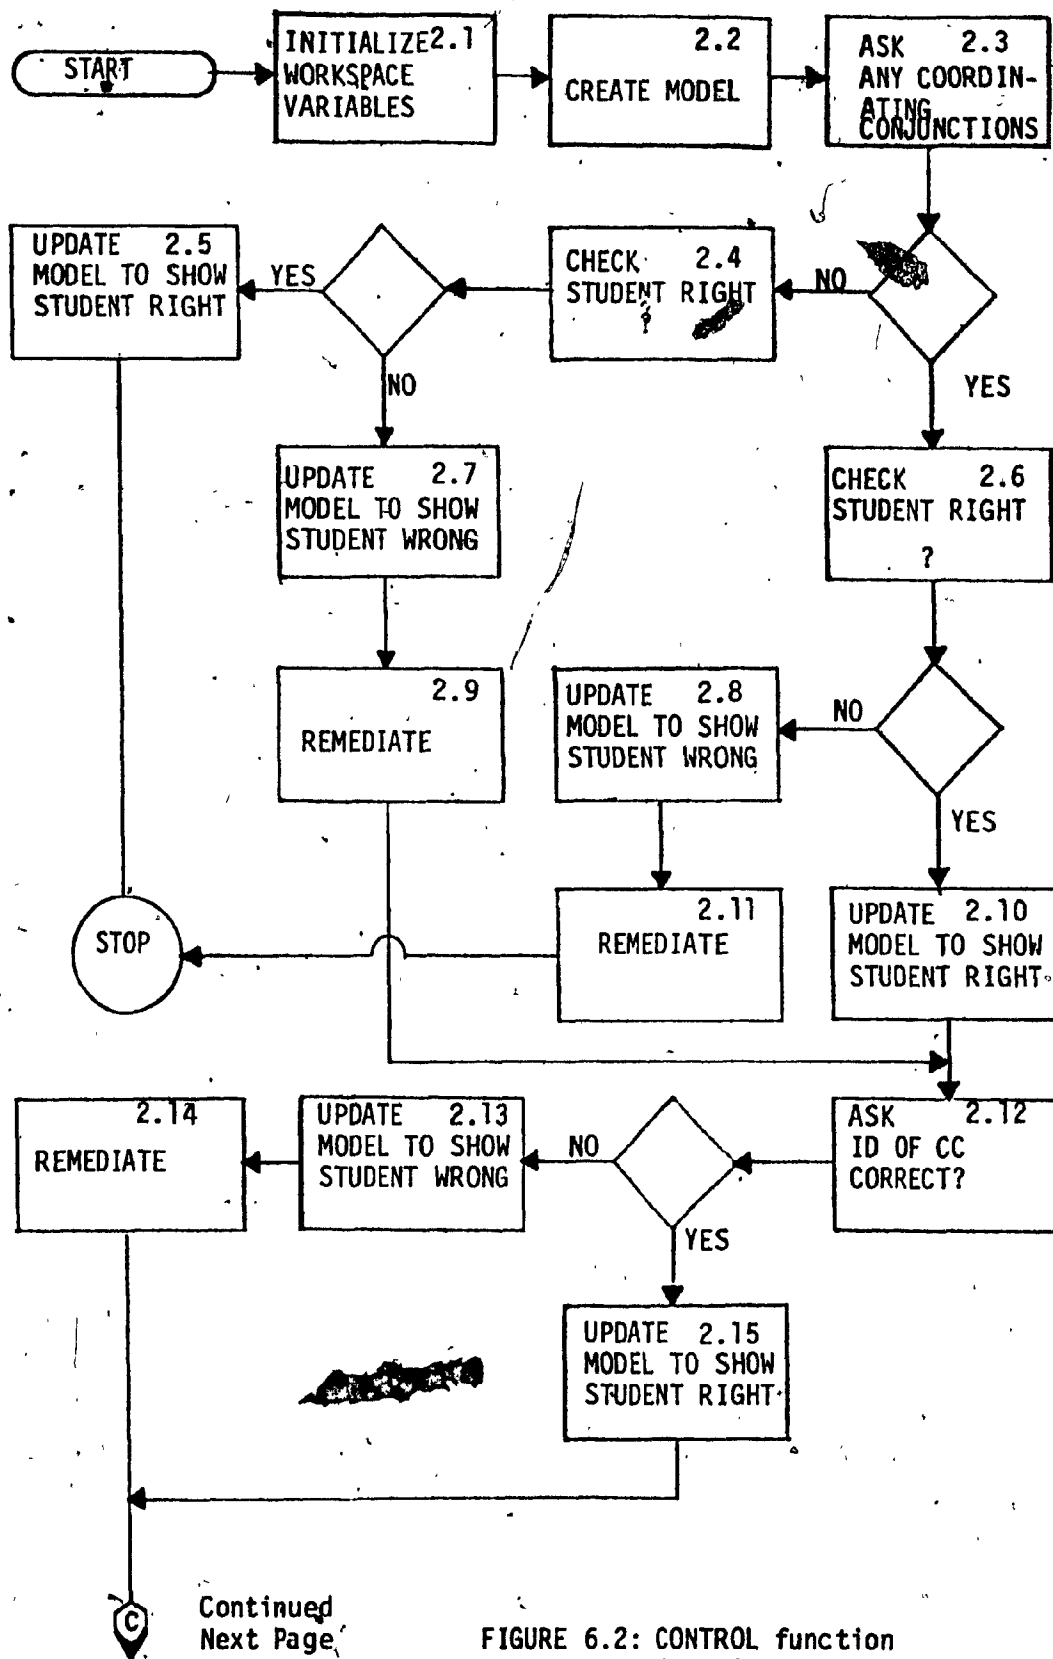 START
INITIALIZE 2.1
WORKSPACE
VARIABLES
2.2
CREATE MODEL
ASK 2.3
ANY COORDIN-
ATING
CONJUNCTIONS
UPDATE 2.5
MODEL TO SHOW
STUDENT RIGHT
YES
CHECK 2.4
STUDENT RIGHT
?
NO
YES
NO
UPDATE 2.7
MODEL TO SHOW
STUDENT WRONG
CHECK 2.6
STUDENT RIGHT
?
2.9
REMEDIATE
UPDATE 2.8
MODEL TO SHOW
STUDENT WRONG
NO
YES
STOP
2.11
REMEDIATE
UPDATE 2.10
MODEL TO SHOW
STUDENT RIGHT
2.14
REMEDIATE
UPDATE 2.13
MODEL TO SHOW
STUDENT WRONG
NO
YES
ASK 2.12
ID OF CC
CORRECT?
UPDATE 2.15
MODEL TO SHOW
STUDENT RIGHT
C
Continued
Next Page
FIGURE 6.2: CONTROL function